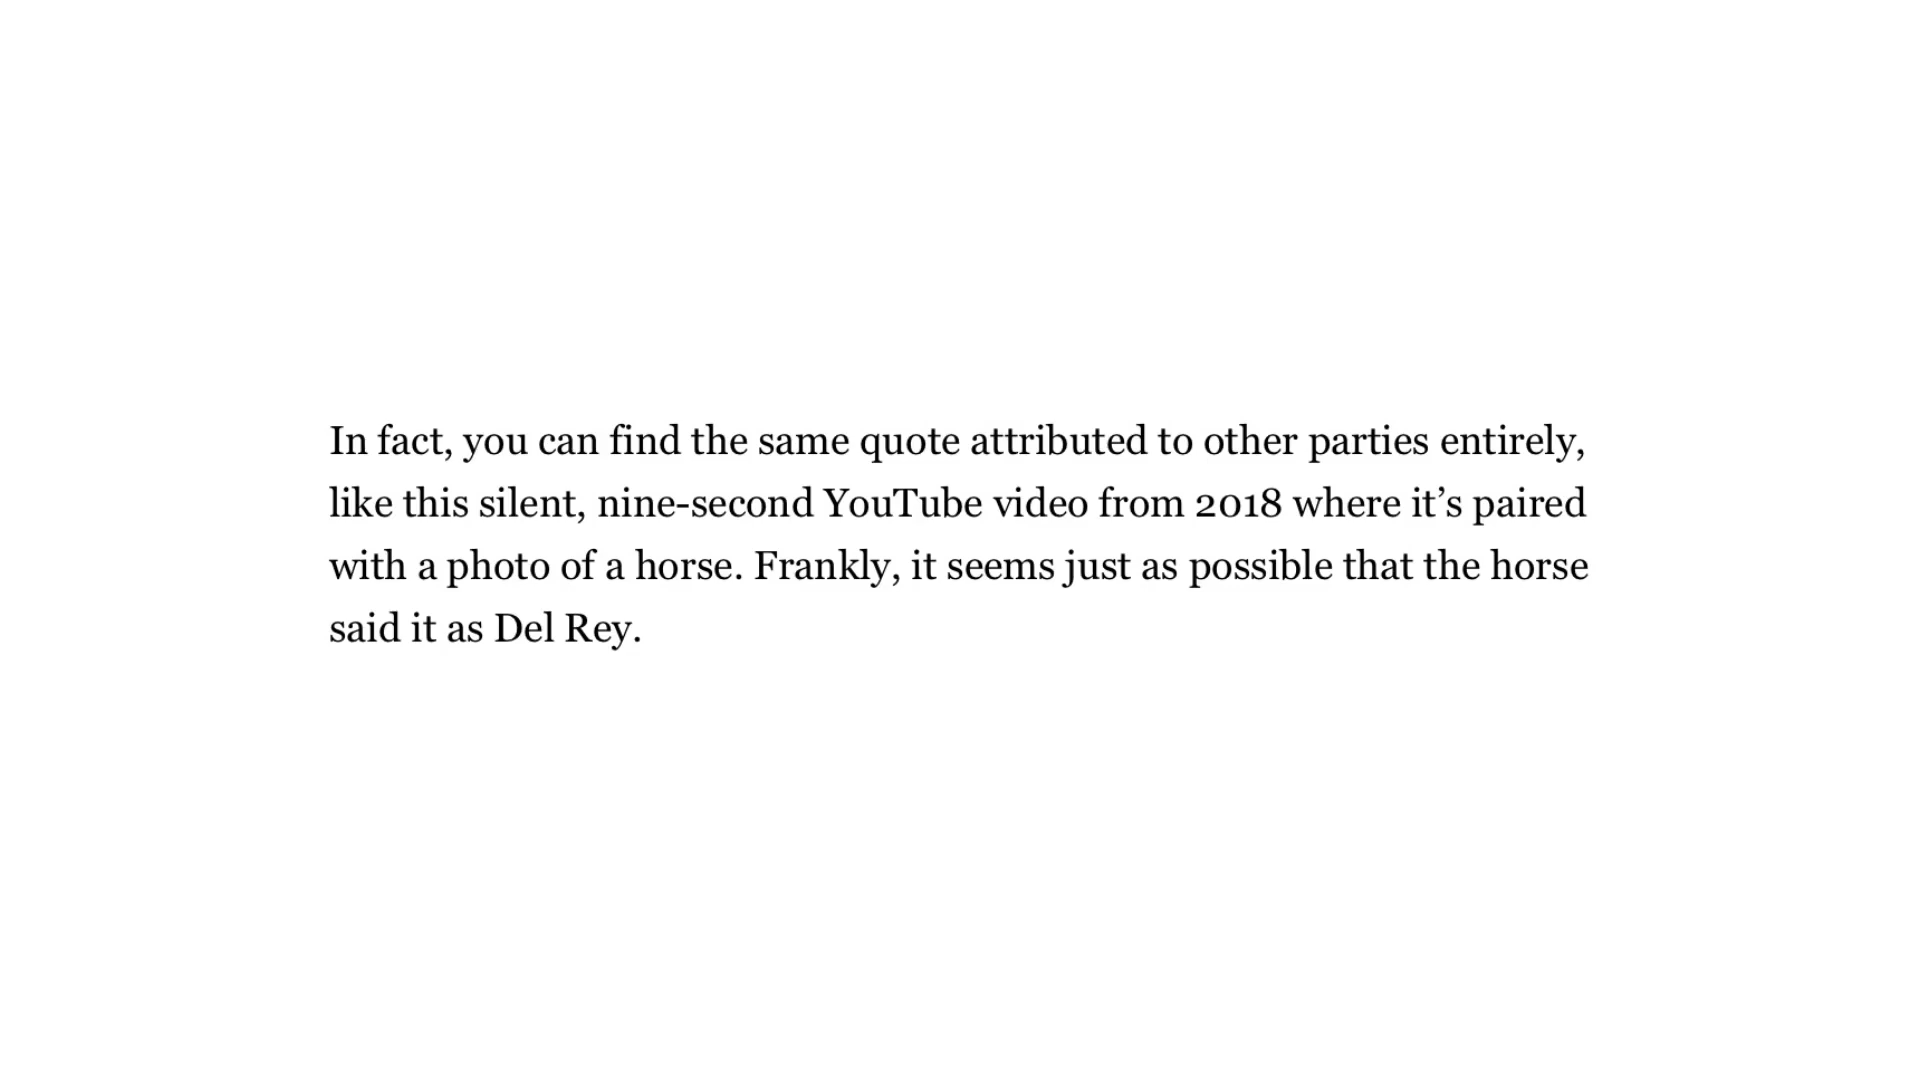 In fact, you can find the same quote attributed to other parties entirely,
like this silent, nine-second YouTube video from 2018 where it’s paired
with a photo of a horse. Frankly, it seems just as possible that the horse
said it as Del Rey.